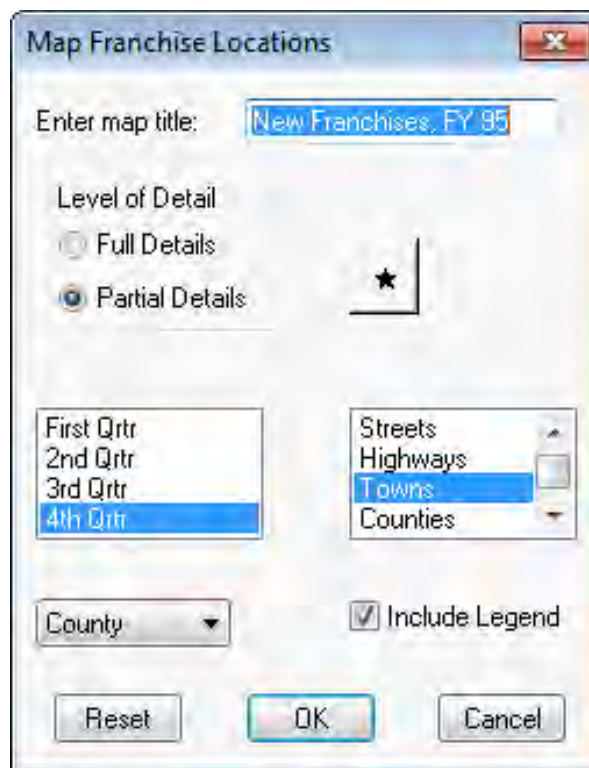 Map Franchise Locations
Enter map title: New Franchises, FY 95
Level of Detail
Full Details
Partial Details
First Qrtr
2nd Qrtr
3rd Qrtr
4th Qrtr
Streets
Highways
Towns
Counties
County
Include Legend
Reset OK Cancel